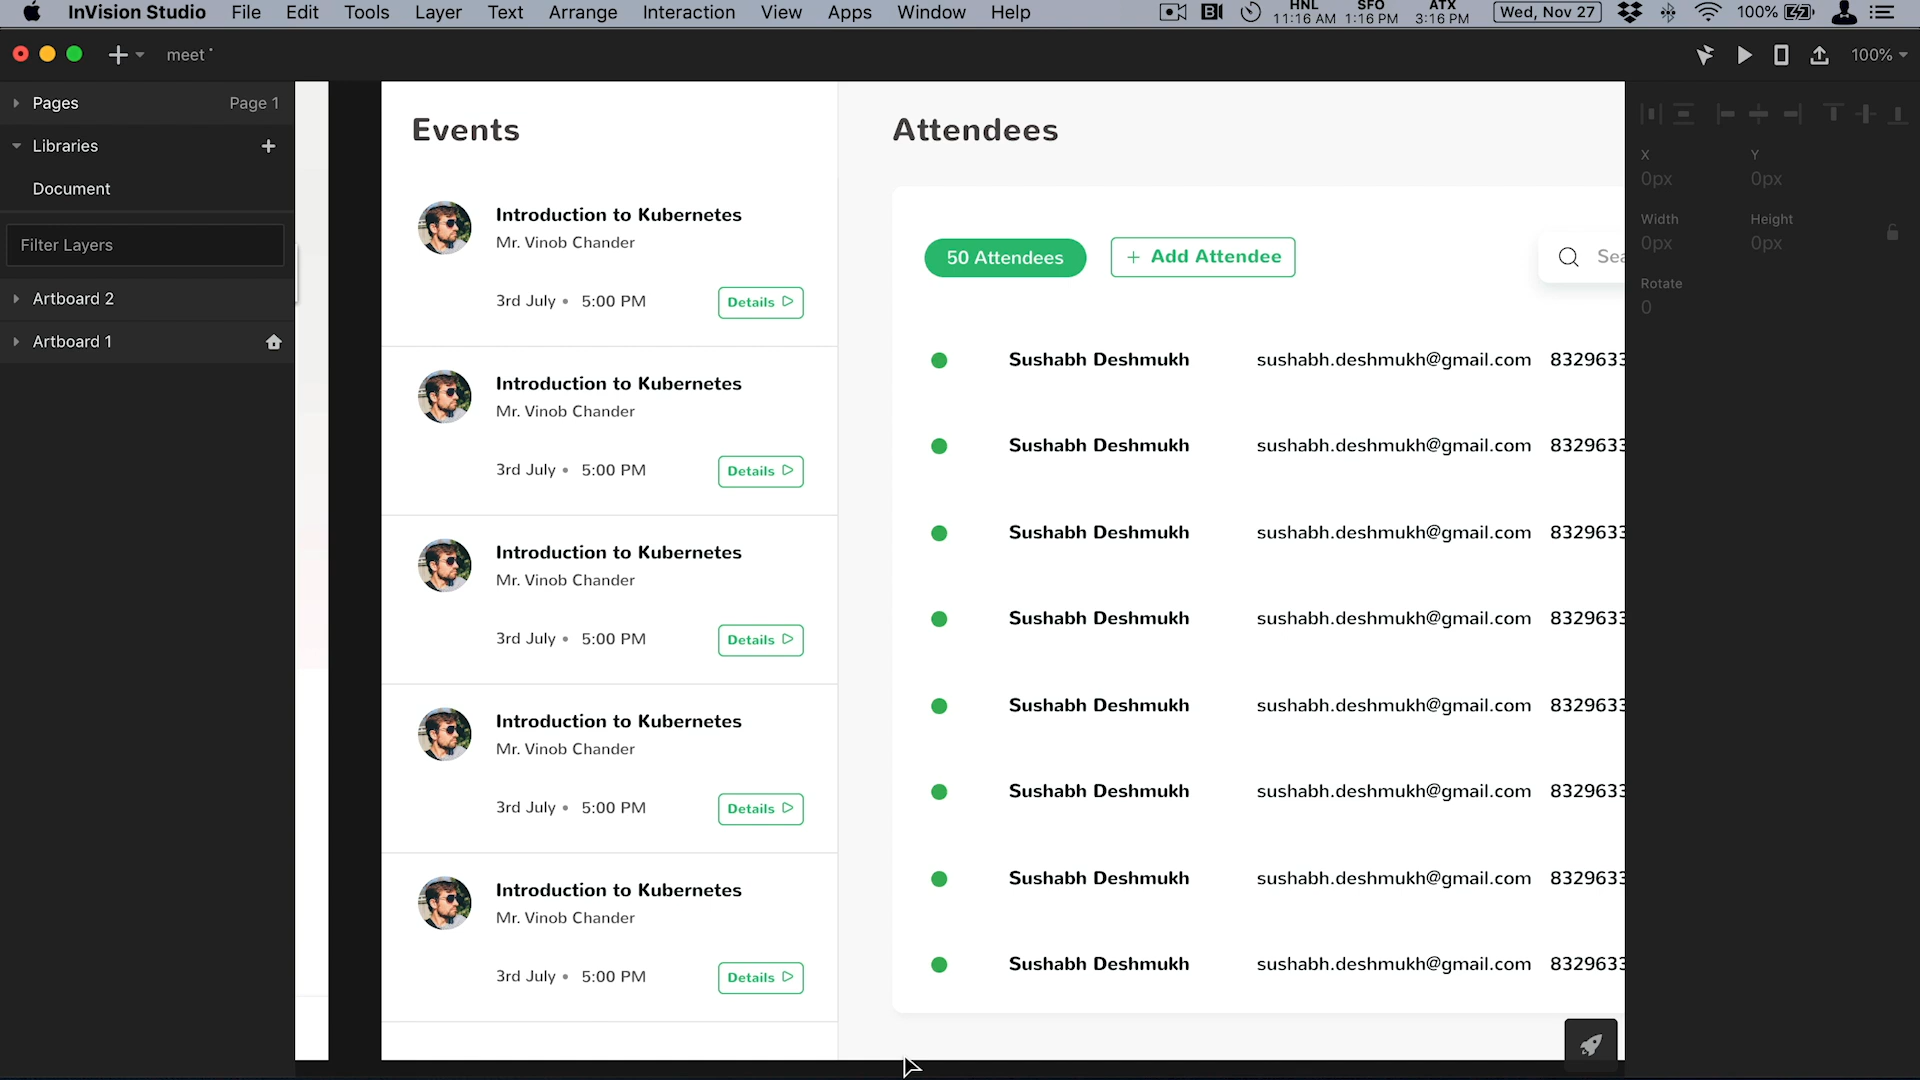 InVision Studio File Edit Tools Layer Text Arrange Interaction View Apps Window Help
HNL SFO ATX
11:16 AM 1:16 PM 3:16 PM
Wed, Nov 27 100%
meet
100%
Pages Page 1
Libraries
Document
Filter Layers
Artboard 2
Artboard 1
Events
Introduction to Kubernetes
Mr. Vinob Chander
3rd July • 5:00 PM Details
Introduction to Kubernetes
Mr. Vinob Chander
3rd July • 5:00 PM Details
Introduction to Kubernetes
Mr. Vinob Chander
3rd July • 5:00 PM Details
Introduction to Kubernetes
Mr. Vinob Chander
3rd July • 5:00 PM Details
Introduction to Kubernetes
Mr. Vinob Chander
3rd July • 5:00 PM Details
Attendees
50 Attendees + Add Attendee
Sushabh Deshmukh sushabh.deshmukh@gmail.com 8329633
Sushabh Deshmukh sushabh.deshmukh@gmail.com 8329633
Sushabh Deshmukh sushabh.deshmukh@gmail.com 8329633
Sushabh Deshmukh sushabh.deshmukh@gmail.com 8329633
Sushabh Deshmukh sushabh.deshmukh@gmail.com 8329633
Sushabh Deshmukh sushabh.deshmukh@gmail.com 8329633
Sushabh Deshmukh sushabh.deshmukh@gmail.com 8329633
Sushabh Deshmukh sushabh.deshmukh@gmail.com 8329633
X Y
0px 0px
Width Height
0px 0px
Rotate
0